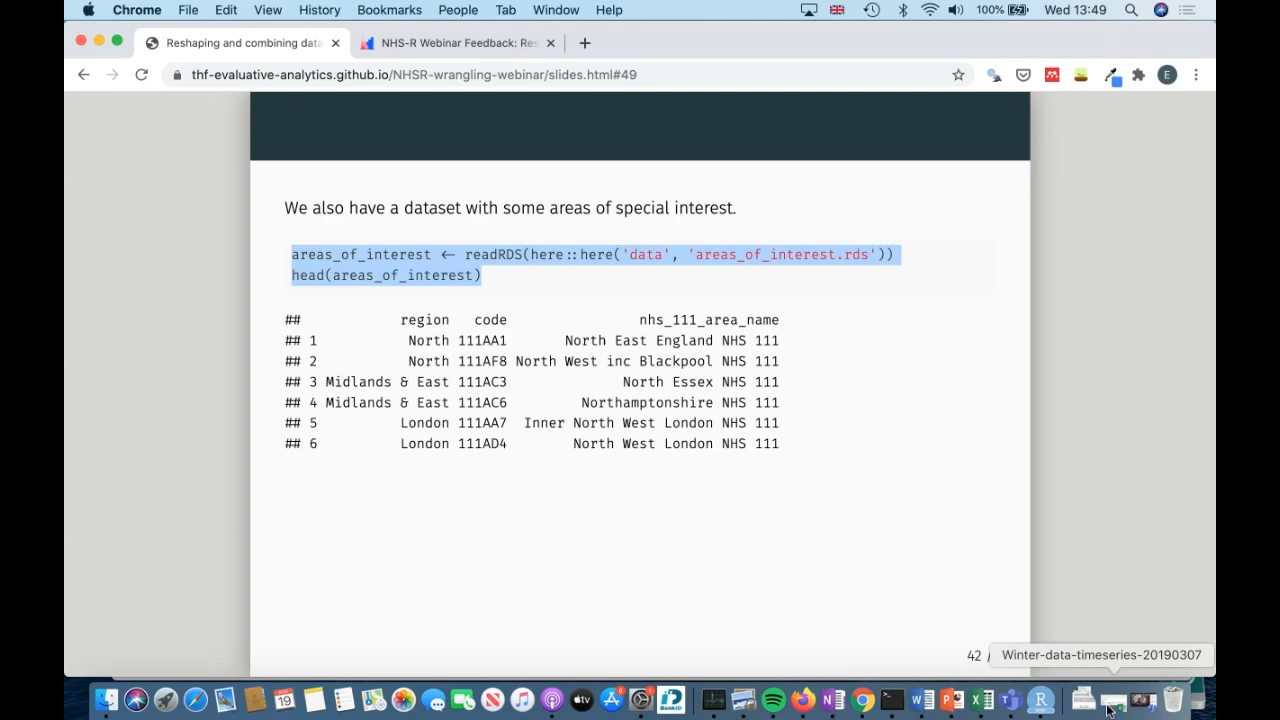 Chrome File Edit View History Bookmarks People Tab Window Help 100% Wed 13:49
Reshaping and combining data
NHS-R Webinar Feedback: Res
thf-evaluative-analytics.github.io/NHSR-wrangling-webinar/slides.html#49
E
We also have a dataset with some areas of special interest.
areas_of_interest <- readRDS(here::here('data', 'areas_of_interest.rds'))
head(areas_of_interest)
## region code nhs_111_area_name
## 1 North 111AA1 North East England NHS 111
## 2 North 111AF8 North West inc Blackpool NHS 111
## 3 Midlands & East 111AC3 North Essex NHS 111
## 4 Midlands & East 111AC6 Northamptonshire NHS 111
## 5 London 111AA7 Inner North West London NHS 111
## 6 London 111AD4 North West London NHS 111
42 /
Winter-data-timeseries-20190307
19
BankID
R